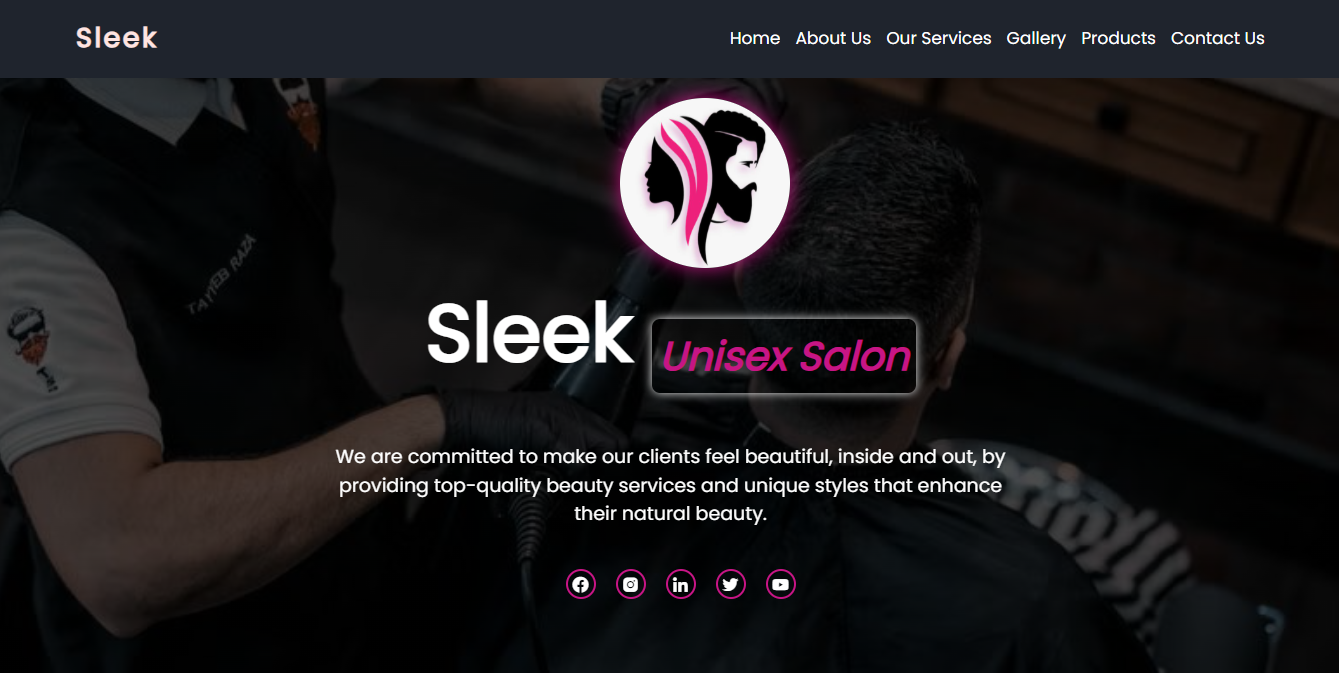 Sleek
Home About Us Our Services Gallery Products Contact Us
TAYYEB RAZA
Sleek Unisex Salon
We are committed to make our clients feel beautiful, inside and out, by
providing top-quality beauty services and unique styles that enhance
their natural beauty.